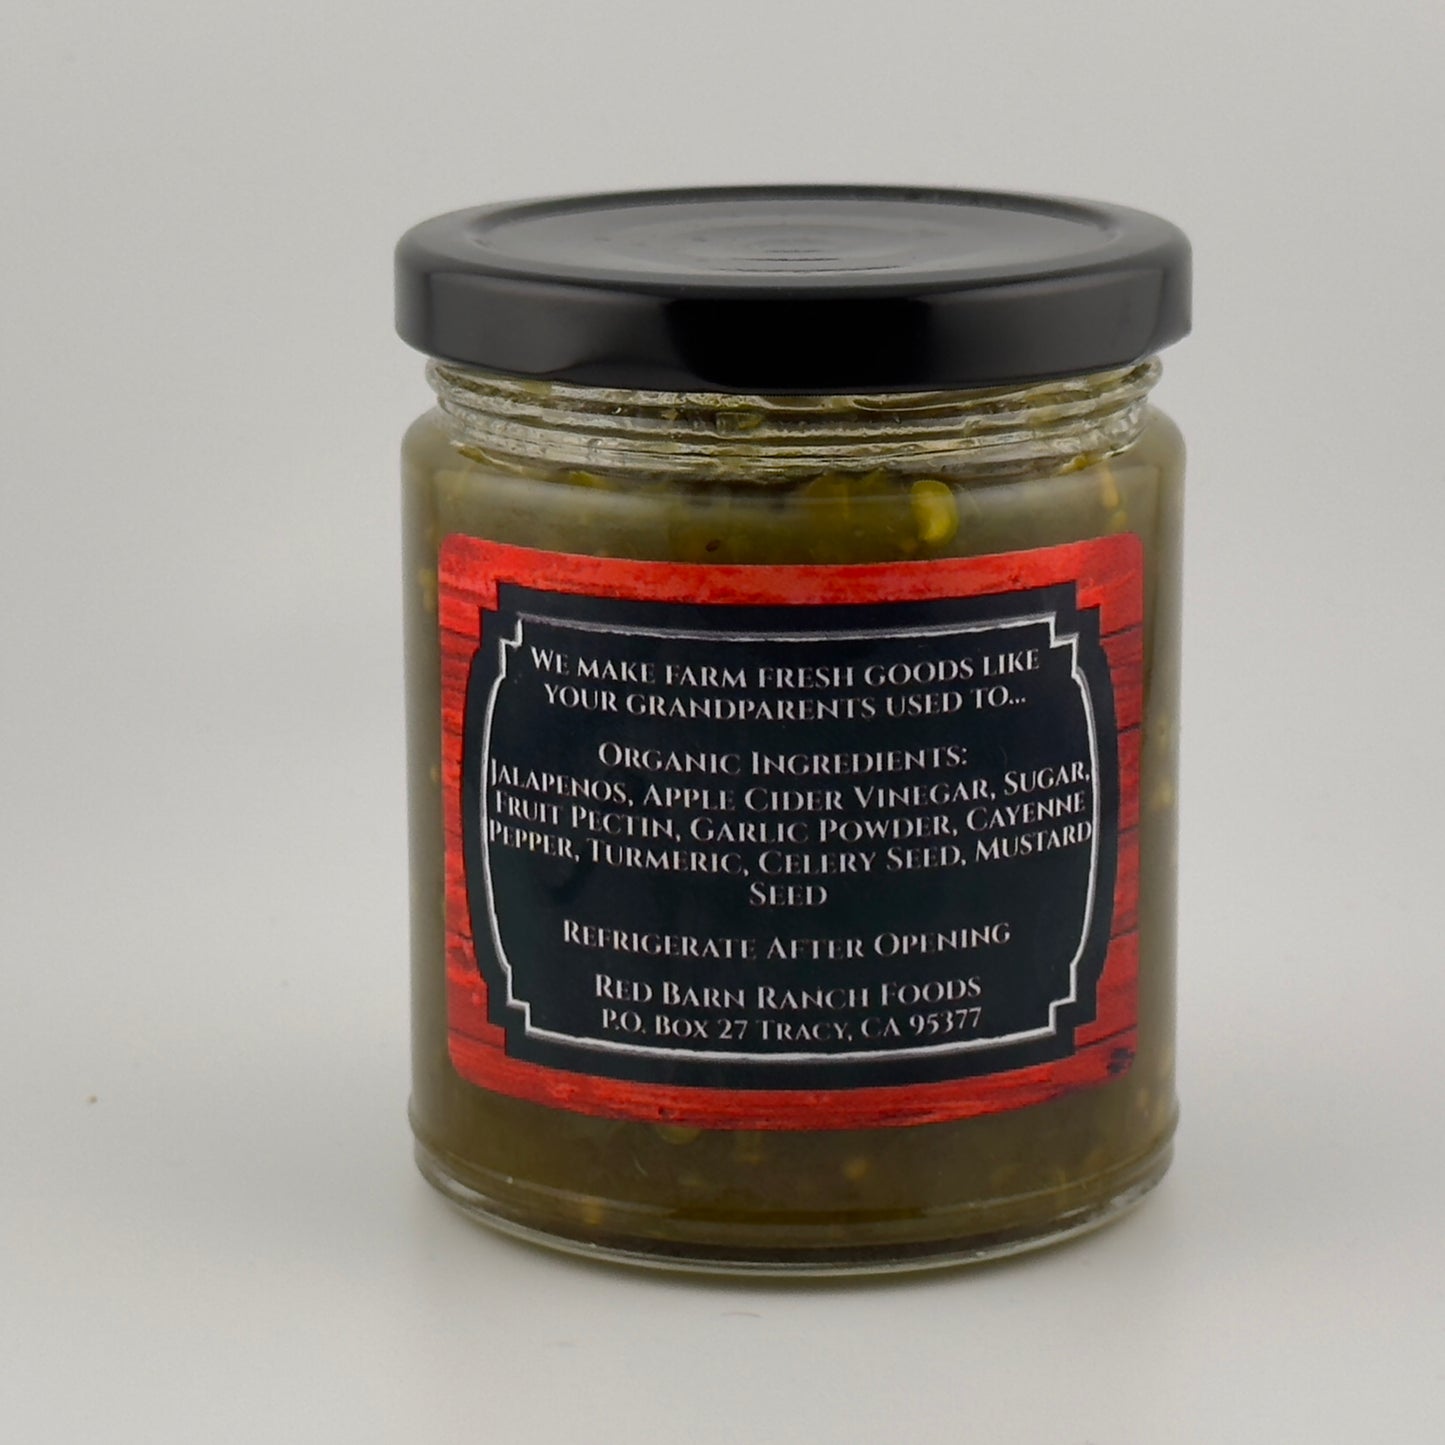 We make farm fresh goods like
your grandparents used to...
Organic Ingredients:
Jalapenos, Apple Cider Vinegar, Sugar,
Fruit Pectin, Garlic Powder, Cayenne
Pepper, Turmeric, Celery Seed, Mustard
Seed
Refrigerate After Opening
Red Barn Ranch Foods
P.O. Box 27 Tracy, CA 95377